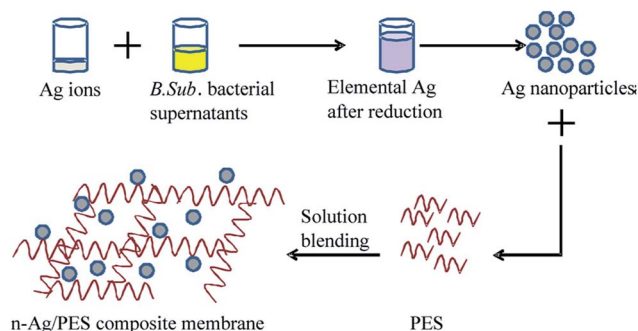 Ag ions
B.Sub. bacterial
supernatants
Elemental Ag
after reduction
Ag nanoparticles
Solution
blending
n-Ag/PES composite membrane
PES